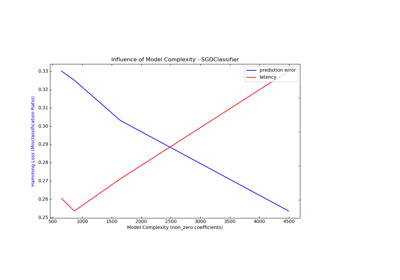 Influence of Model Complexity - SGDClassifier
prediction error
latency
Hamming Loss (Misclassification Ratio)
0.33
0.32
0.31
0.30
0.29
0.28
0.27
0.26
0.25
500 1000 1500 2000 2500 3000 3500 4000 4500 5000
Model Complexity (non_zero coefficients)